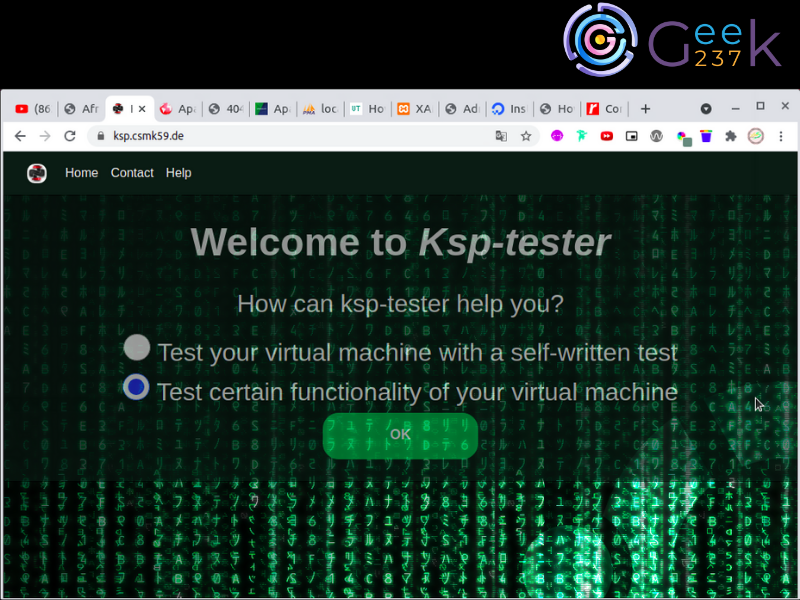 Geek
237
(86
Afr
I
Apa
404
Ap
loc
Ho
XA
Ad
Ins
Ho
Co
ksp.csmk59.de
Home Contact Help
Welcome to Ksp-tester
How can ksp-tester help you?
Test your virtual machine with a self-written test
Test certain functionality of your virtual machine
OK